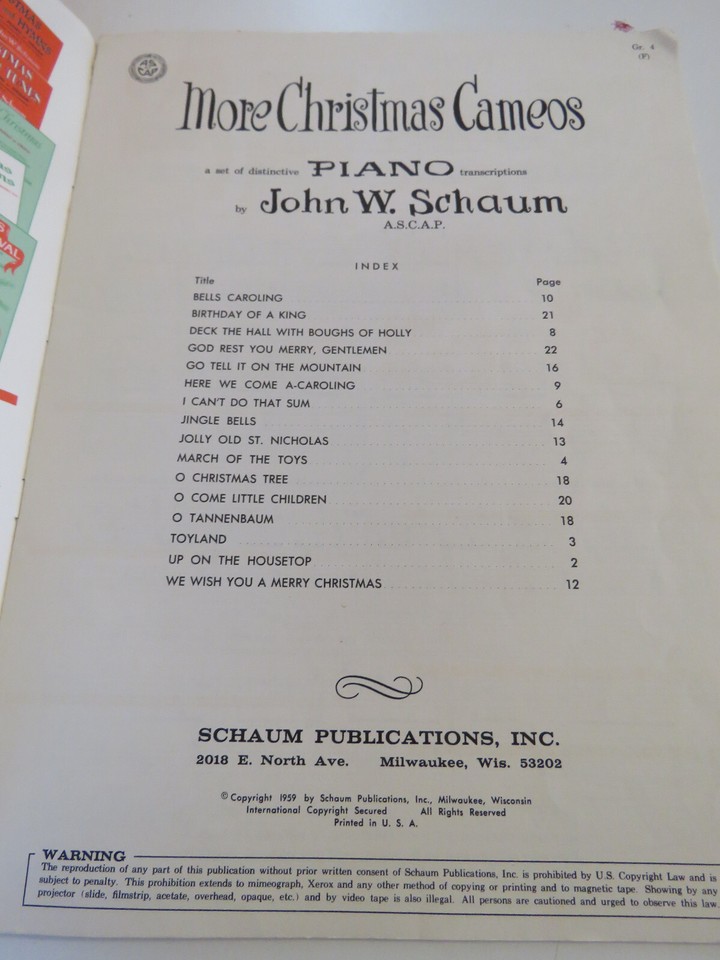 Gr. 4
(F)
ASCAP
More Christmas Cameos
a set of distinctive PIANO transcriptions
by John W. Schaum
A.S.C.A.P.
INDEX
Title Page
BELLS CAROLING 10
BIRTHDAY OF A KING 21
DECK THE HALL WITH BOUGHS OF HOLLY 8
GOD REST YOU MERRY, GENTLEMEN 22
GO TELL IT ON THE MOUNTAIN 16
HERE WE COME A-CAROLING 9
I CAN'T DO THAT SUM 6
JINGLE BELLS 14
JOLLY OLD ST. NICHOLAS 13
MARCH OF THE TOYS 4
O CHRISTMAS TREE 18
O COME LITTLE CHILDREN 20
O TANNENBAUM 18
TOYLAND 3
UP ON THE HOUSETOP 2
WE WISH YOU A MERRY CHRISTMAS 12
SCHAUM PUBLICATIONS, INC.
2018 E. North Ave. Milwaukee, Wis. 53202
© Copyright 1959 by Schaum Publications, Inc., Milwaukee, Wisconsin
International Copyright Secured All Rights Reserved
Printed in U. S. A.
WARNING
The reproduction of any part of this publication without prior written consent of Schaum Publications, Inc. is prohibited by U.S. Copyright Law and is
subject to penalty. This prohibition extends to mimeograph, Xerox and any other method of copying or printing and to magnetic tape. Showing by any
projector (slide, filmstrip, acetate, overhead, opaque, etc.) and by video tape is also illegal. All persons are cautioned and urged to observe this law.